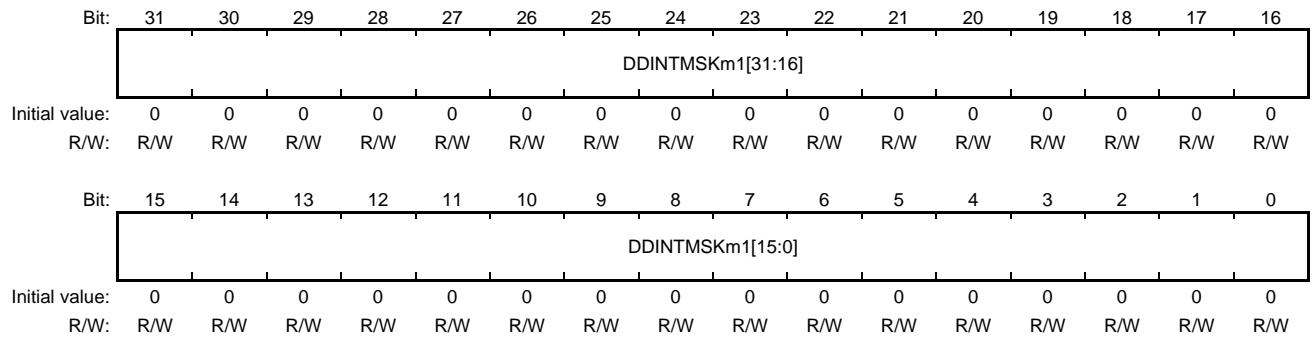 Bit: 31 30 29 28 27 26 25 24 23 22 21 20 19 18 17 16
DDINTMSKm1[31:16]
Initial value: 0 0 0 0 0 0 0 0 0 0 0 0 0 0 0 0
R/W: R/W R/W R/W R/W R/W R/W R/W R/W R/W R/W R/W R/W R/W R/W R/W R/W
Bit: 15 14 13 12 11 10 9 8 7 6 5 4 3 2 1 0
DDINTMSKm1[15:0]
Initial value: 0 0 0 0 0 0 0 0 0 0 0 0 0 0 0 0
R/W: R/W R/W R/W R/W R/W R/W R/W R/W R/W R/W R/W R/W R/W R/W R/W R/W